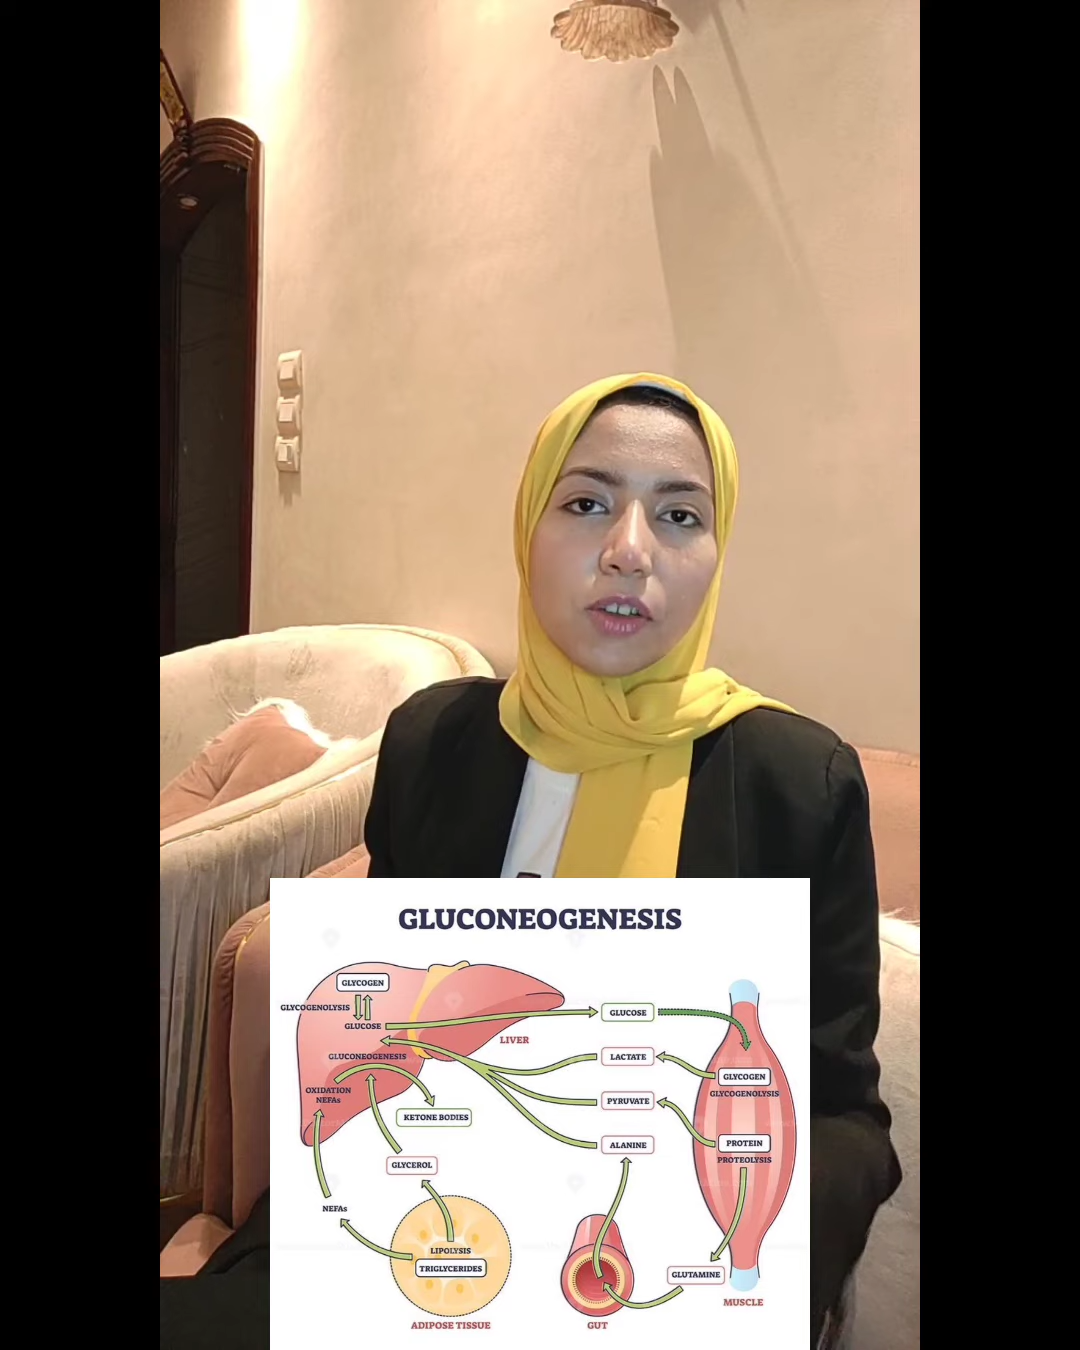 GLUCONEOGENESIS
GLYCOGEN
GLYCOGENOLYSIS
GLUCOSE
GLUCONEOGENESIS
OXIDATION
NEFAs
KETONE BODIES
GLYCEROL
NEFAs
LIPOLYSIS
TRIGLYCERIDES
ADIPOSE TISSUE
LIVER
GLUCOSE
LACTATE
PYRUVATE
ALANINE
GUT
GLYCOGEN
GLYCOGENOLYSIS
PROTEIN
PROTEOLYSIS
GLUTAMINE
MUSCLE